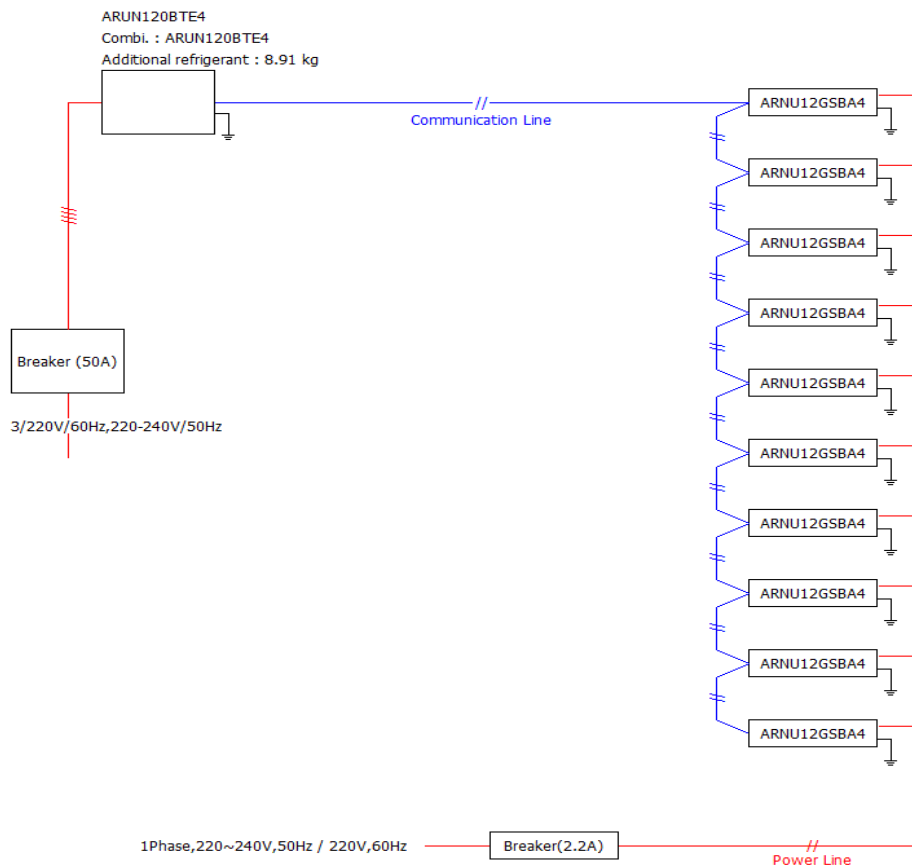 ARUN120BTE4
Combi. : ARUN120BTE4
Additional refrigerant : 8.91 kg
Communication Line
ARNU12GSBA4
ARNU12GSBA4
ARNU12GSBA4
ARNU12GSBA4
ARNU12GSBA4
ARNU12GSBA4
ARNU12GSBA4
ARNU12GSBA4
ARNU12GSBA4
ARNU12GSBA4
Breaker (50A)
3/220V/60Hz,220-240V/50Hz
1Phase,220~240V,50Hz / 220V,60Hz
Breaker(2.2A)
Power Line